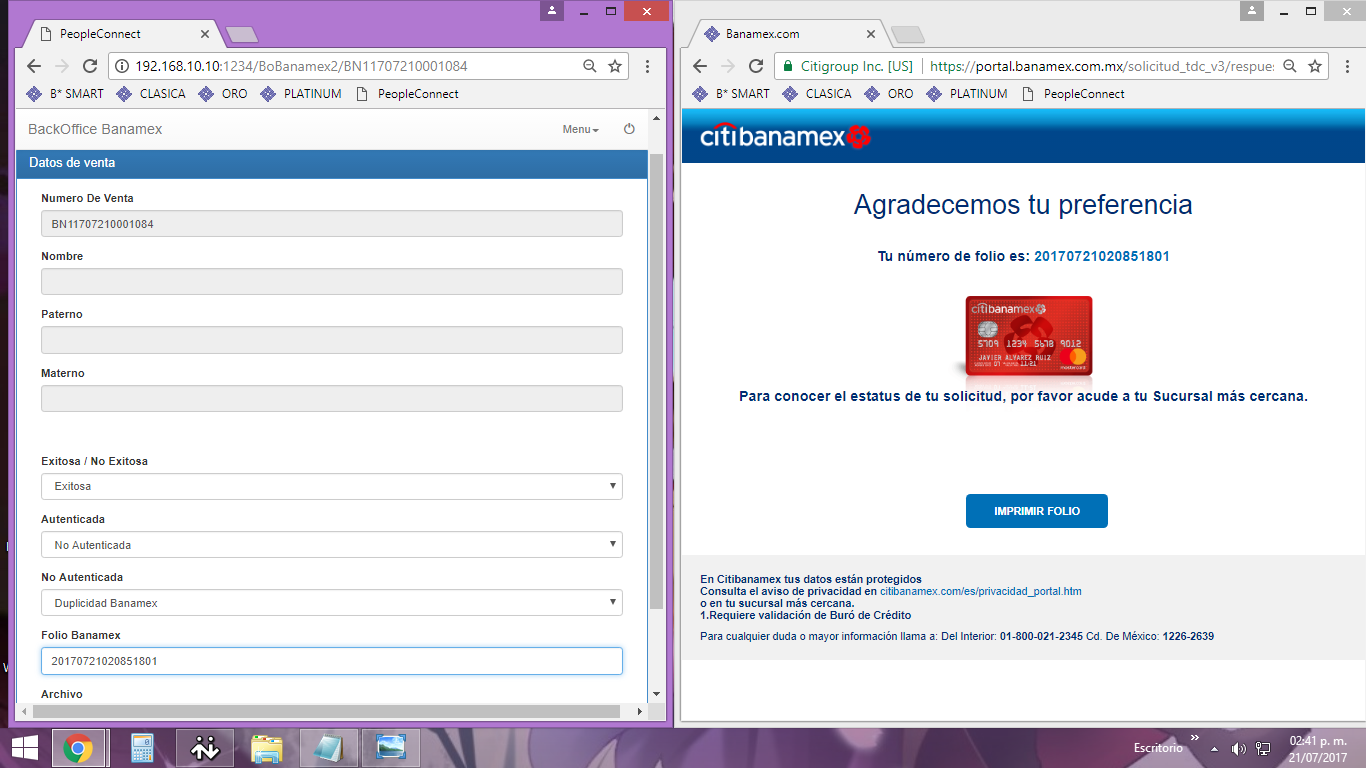 PeopleConnect
192.168.10.10:1234/BoBanamex2/BN11707210001084
B* SMART CLASICA ORO PLATINUM PeopleConnect
BackOffice Banamex Menu
Datos de venta
Numero De Venta
BN11707210001084
Nombre
Paterno
Materno
Exitosa / No Exitosa
Exitosa
Autenticada
No Autenticada
No Autenticada
Duplicidad Banamex
Folio Banamex
20170721020851801
Archivo
Banamex.com
Citigroup Inc. [US] https://portal.banamex.com.mx/solicitud_tdc_v3/respue
B* SMART CLASICA ORO PLATINUM PeopleConnect
citibanamex
Agradecemos tu preferencia
Tu número de folio es: 20170721020851801
citibanamex
5709 1234 5678 9012
JAVIER ALVAREZ RUIZ
mastercard
Para conocer el estatus de tu solicitud, por favor acude a tu Sucursal más cercana.
IMPRIMIR FOLIO
En Citibanamex tus datos están protegidos
Consulta el aviso de privacidad en citibanamex.com/es/privacidad_portal.htm
o en tu sucursal más cercana.
1.Requiere validación de Buró de Crédito
Para cualquier duda o mayor información llama a: Del Interior: 01-800-021-2345 Cd. De México: 1226-2639
Escritorio
02:41 p. m.
21/07/2017